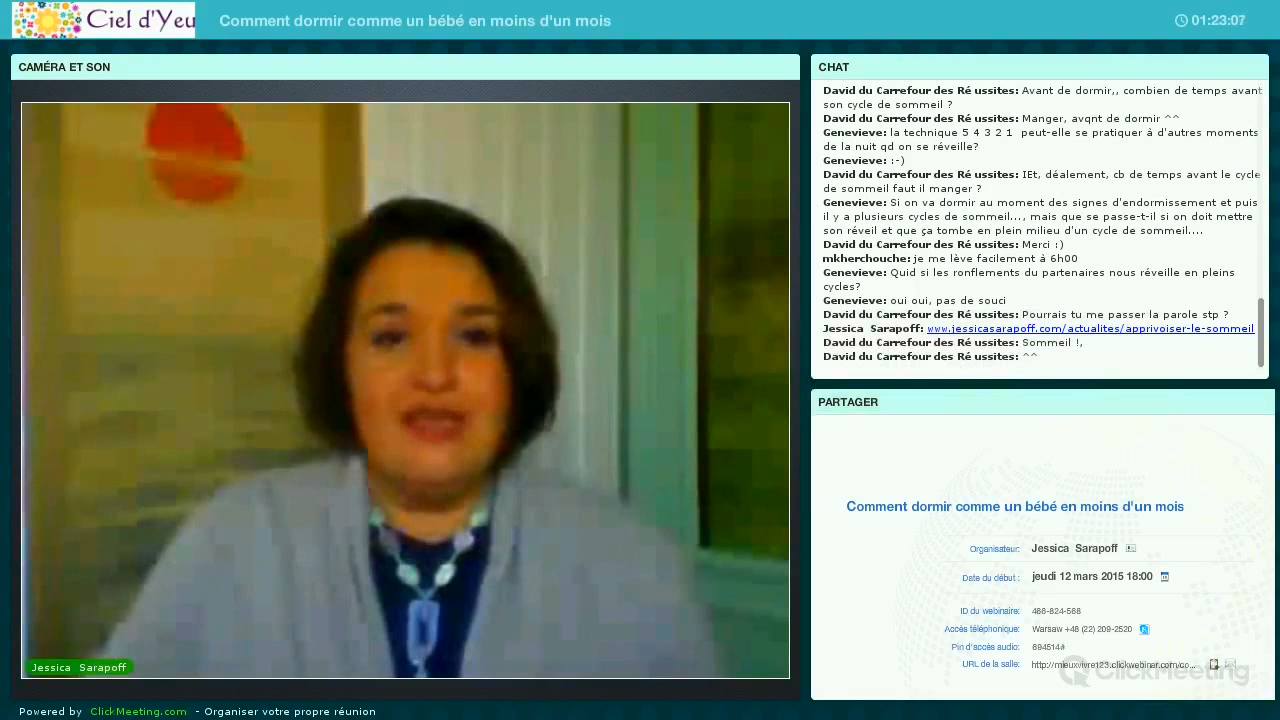 Ciel d'Yeu
Comment dormir comme un bébé en moins d'un mois
01:23:07
CAMÉRA ET SON
Jessica Sarapoff
CHAT
David du Carrefour des Ré ussites: Avant de dormir,, combien de temps avant
son cycle de sommeil ?
David du Carrefour des Ré ussites: Manger, avqnt de dormir ^^
Genevieve: la technique 5 4 3 2 1 peut-elle se pratiquer à d'autres moments
de la nuit qd on se réveille?
Genevieve: :-)
David du Carrefour des Ré ussites: IEt, déalement, cb de temps avant le cycle
de sommeil faut il manger ?
Genevieve: Si on va dormir au moment des signes d'endormissement et puis
il y a plusieurs cycles de sommeil..., mais que se passe-t-il si on doit mettre
son réveil et que ça tombe en plein milieu d'un cycle de sommeil....
David du Carrefour des Ré ussites: Merci :)
mkherchouche: je me lève facilement à 6h00
Genevieve: Quid si les ronflements du partenaires nous réveille en pleins
cycles?
Genevieve: oui oui, pas de souci
David du Carrefour des Ré ussites: Pourrais tu me passer la parole stp ?
Jessica Sarapoff: www.jessicasarapoff.com/actualites/apprivoiser-le-sommeil
David du Carrefour des Ré ussites: Sommeil !,
David du Carrefour des Ré ussites: ^^
PARTAGER
Comment dormir comme un bébé en moins d'un mois
Organisateur: Jessica Sarapoff
Date du début : jeudi 12 mars 2015 18:00
ID du webinaire: 466-824-568
Accès téléphonique: Warsaw +48 (22) 209-2520
Pin d'accès audio: 694514#
URL de la salle: http://mieuxvivre123.clickwebinar.com/co...
ClickMeeting
Powered by ClickMeeting.com - Organiser votre propre réunion